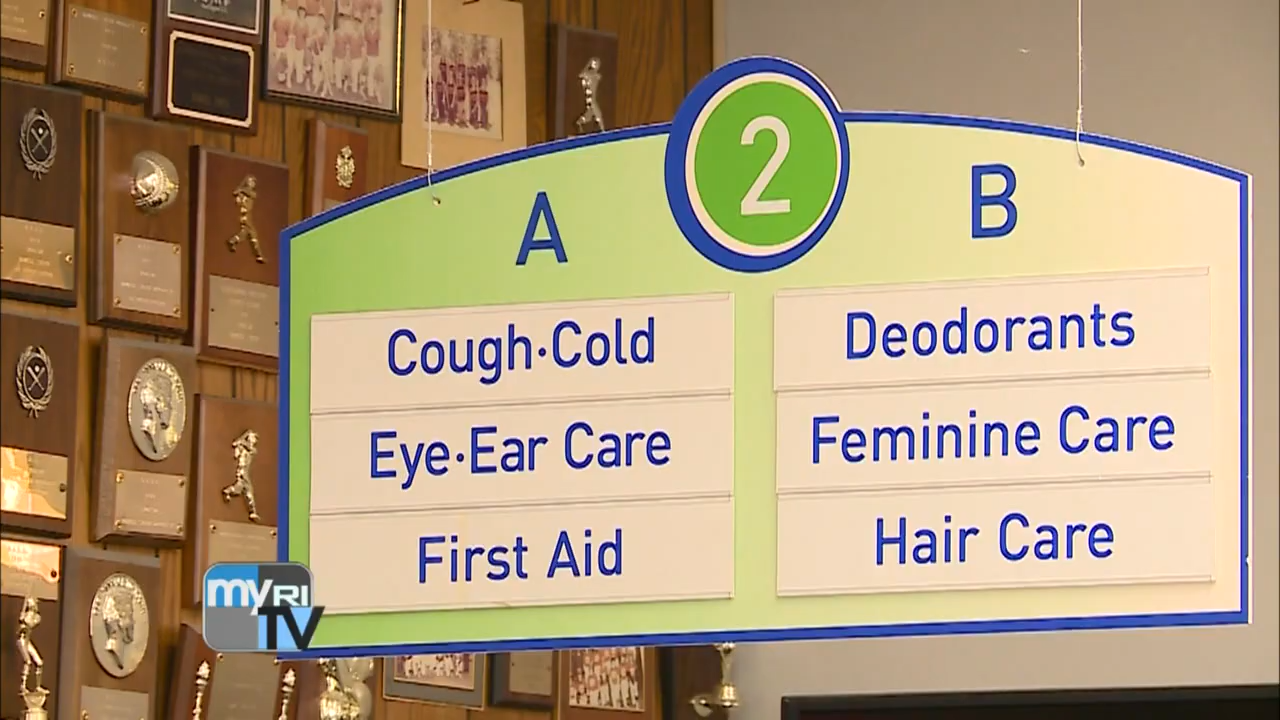 2
A
B
Cough·Cold
Deodorants
Eye·Ear Care
Feminine Care
First Aid
Hair Care
myRI
TV